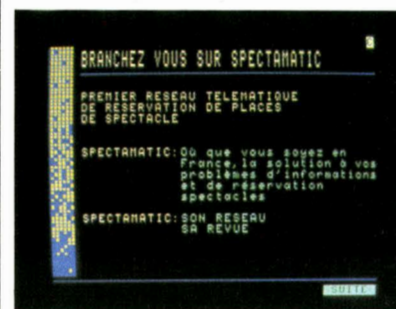 BRANCHEZ VOUS SUR SPECTAMATIC
PREMIER RESEAU TELEMATIQUE
DE RESERVATION DE PLACES
DE SPECTACLE
SPECTAMATIC: Où que vous soyez en
France, la solution à vos
problèmes d'informations
et de réservation
spectacles
SPECTAMATIC: SON RESEAU
SA REVUE
SUITE